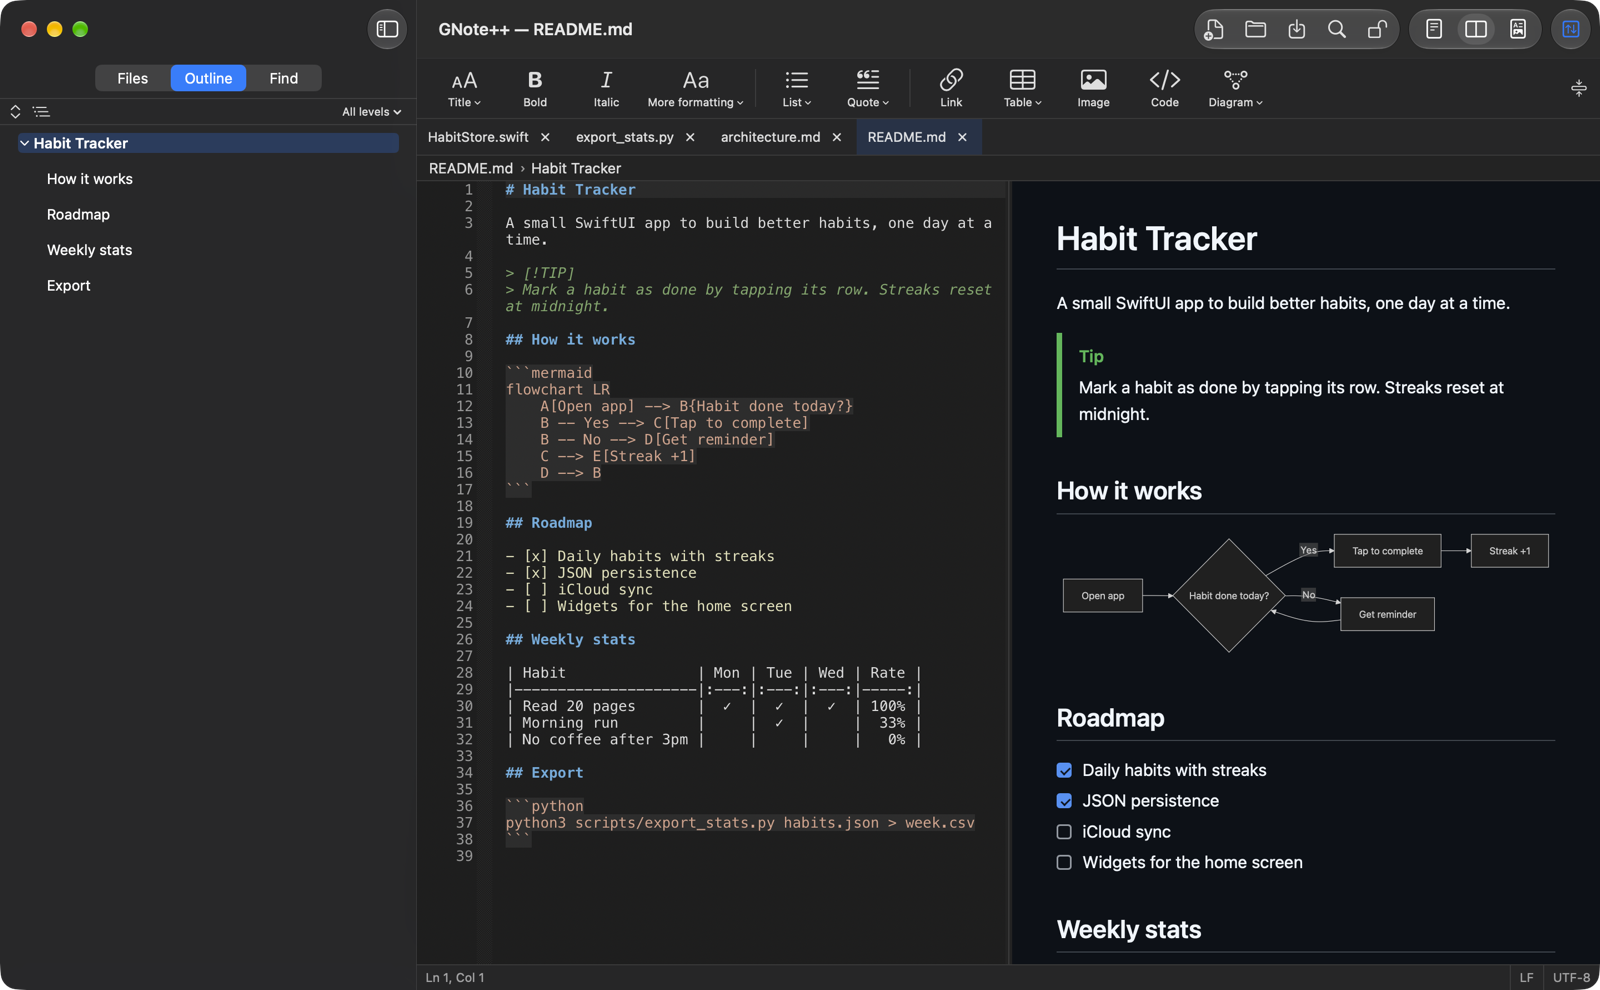 GNote++ — README.md
Files
Outline
Find
All levels
Habit Tracker
How it works
Roadmap
Weekly stats
Export
AA
Title
B
Bold
I
Italic
Aa
More formatting
List
Quote
Link
Table
Image
Code
Diagram
HabitStore.swift
export_stats.py
architecture.md
README.md
README.md › Habit Tracker
1 # Habit Tracker
2
3 A small SwiftUI app to build better habits, one day at a
time.
4
5 > [!TIP]
6 > Mark a habit as done by tapping its row. Streaks reset
at midnight.
7
8 ## How it works
9
10 ```mermaid
11 flowchart LR
12     A[Open app] --> B{Habit done today?}
13     B -- Yes --> C[Tap to complete]
14     B -- No --> D[Get reminder]
15     C --> E[Streak +1]
16     D --> B
17 ```
18
19 ## Roadmap
20
21 - [x] Daily habits with streaks
22 - [x] JSON persistence
23 - [ ] iCloud sync
24 - [ ] Widgets for the home screen
25
26 ## Weekly stats
27
28 | Habit               | Mon | Tue | Wed | Rate |
29 |---------------------|:---:|:---:|:---:|-----:|
30 | Read 20 pages       |  ✓  |  ✓  |  ✓  | 100% |
31 | Morning run         |     |  ✓  |     |  33% |
32 | No coffee after 3pm |     |     |     |   0% |
33
34 ## Export
35
36 ```python
37 python3 scripts/export_stats.py habits.json > week.csv
38 ```
39
Habit Tracker
A small SwiftUI app to build better habits, one day at a time.
Tip
Mark a habit as done by tapping its row. Streaks reset at
midnight.
How it works
Open app
Habit done today?
Yes
Tap to complete
Streak +1
No
Get reminder
Roadmap
Daily habits with streaks
JSON persistence
iCloud sync
Widgets for the home screen
Weekly stats
Ln 1, Col 1
LF
UTF-8